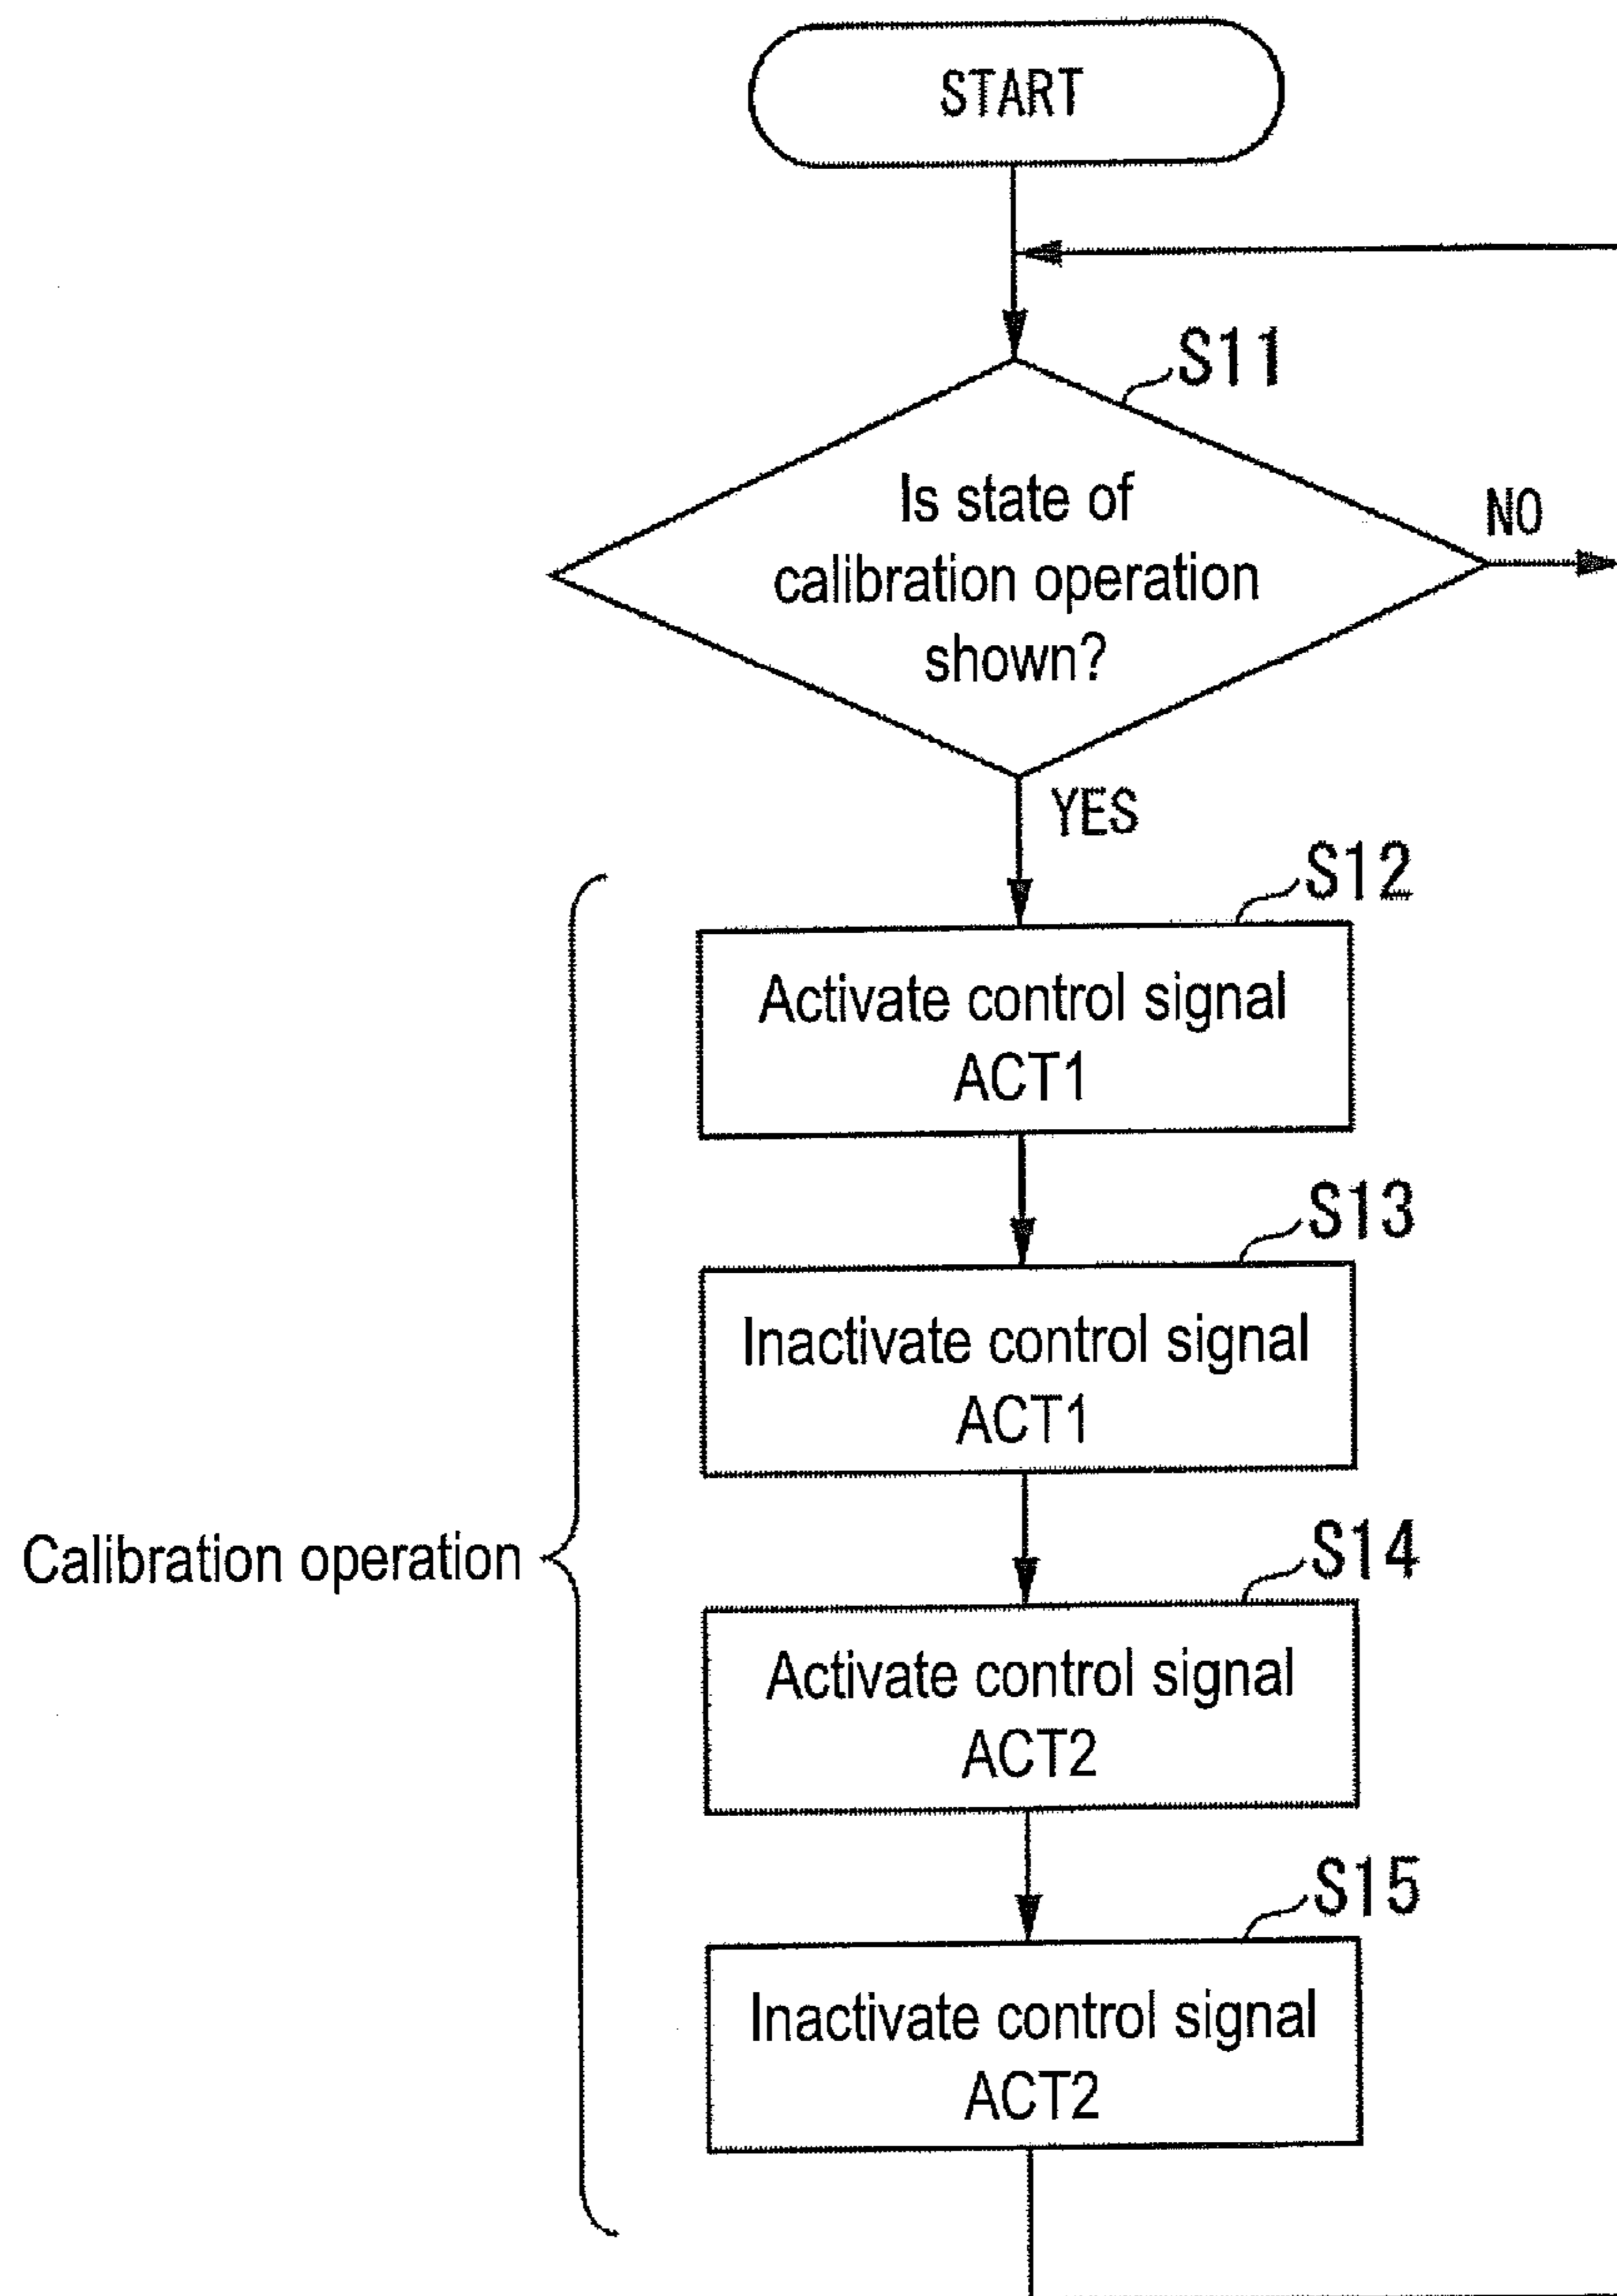 START
S11
Is state of
calibration operation
shown?
NO
YES
S12
Activate control signal
ACT1
S13
Inactivate control signal
ACT1
Calibration operation
S14
Activate control signal
ACT2
S15
Inactivate control signal
ACT2